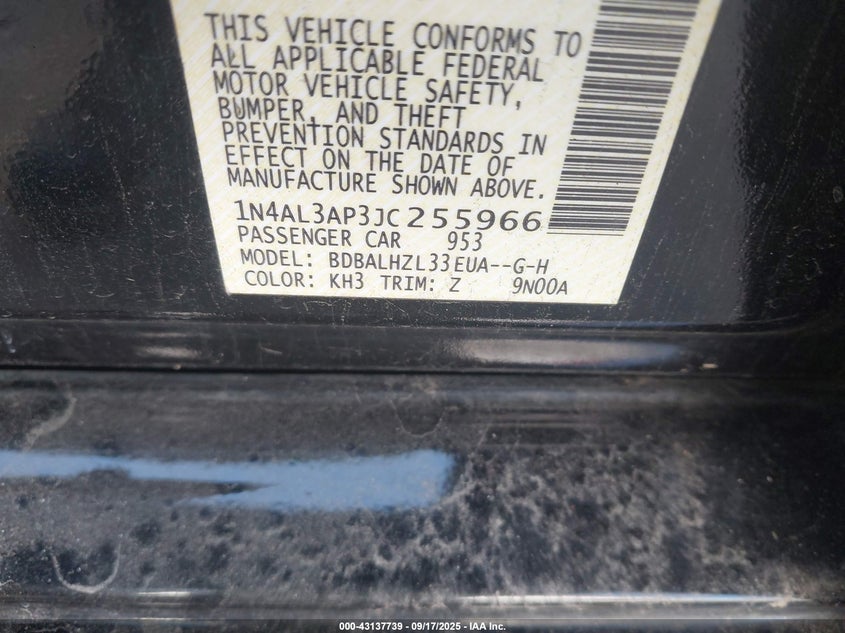 THIS VEHICLE CONFORMS TO
ALL APPLICABLE FEDERAL
MOTOR VEHICLE SAFETY,
BUMPER, AND THEFT
PREVENTION STANDARDS IN
EFFECT ON THE DATE OF
MANUFACTURE SHOWN ABOVE.
1N4AL3AP3JC255966
PASSENGER CAR 953
MODEL: BDBALHZL33EUA--G-H
COLOR: KH3 TRIM: Z 9N00A
000-43137739 - 09/17/2025 - IAA Inc.